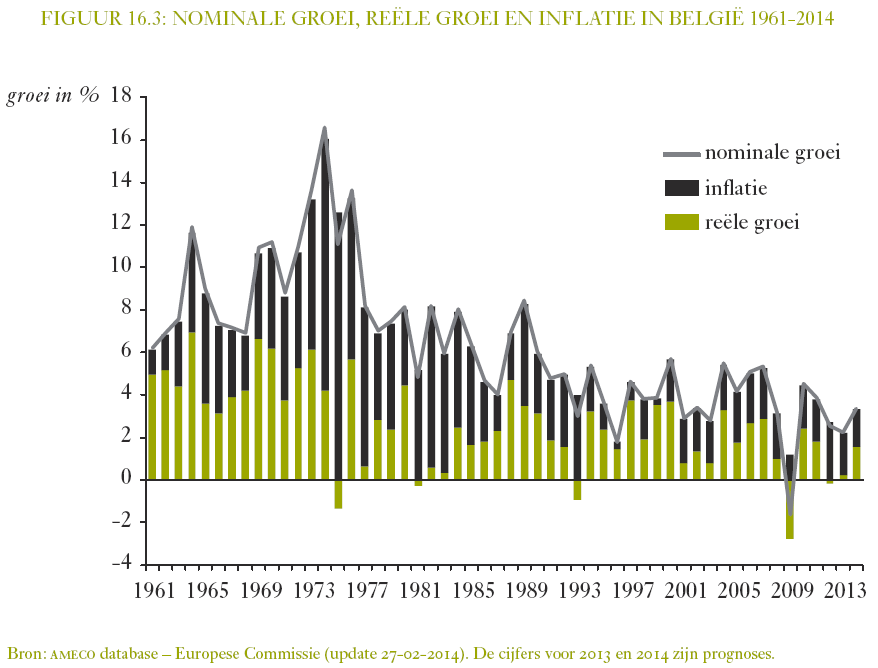 FIGUUR 16.3: NOMINALE GROEI, REËLE GROEI EN INFLATIE IN BELGIË 1961-2014
groei in % 18
16
14
12
10
8
6
4
2
0
-2
-4
nominale groei
inflatie
reële groei
1961 1965 1969 1973 1977 1981 1985 1989 1993 1997 2001 2005 2009 2013
Bron: AMECO database – Europese Commissie (update 27-02-2014). De cijfers voor 2013 en 2014 zijn prognoses.